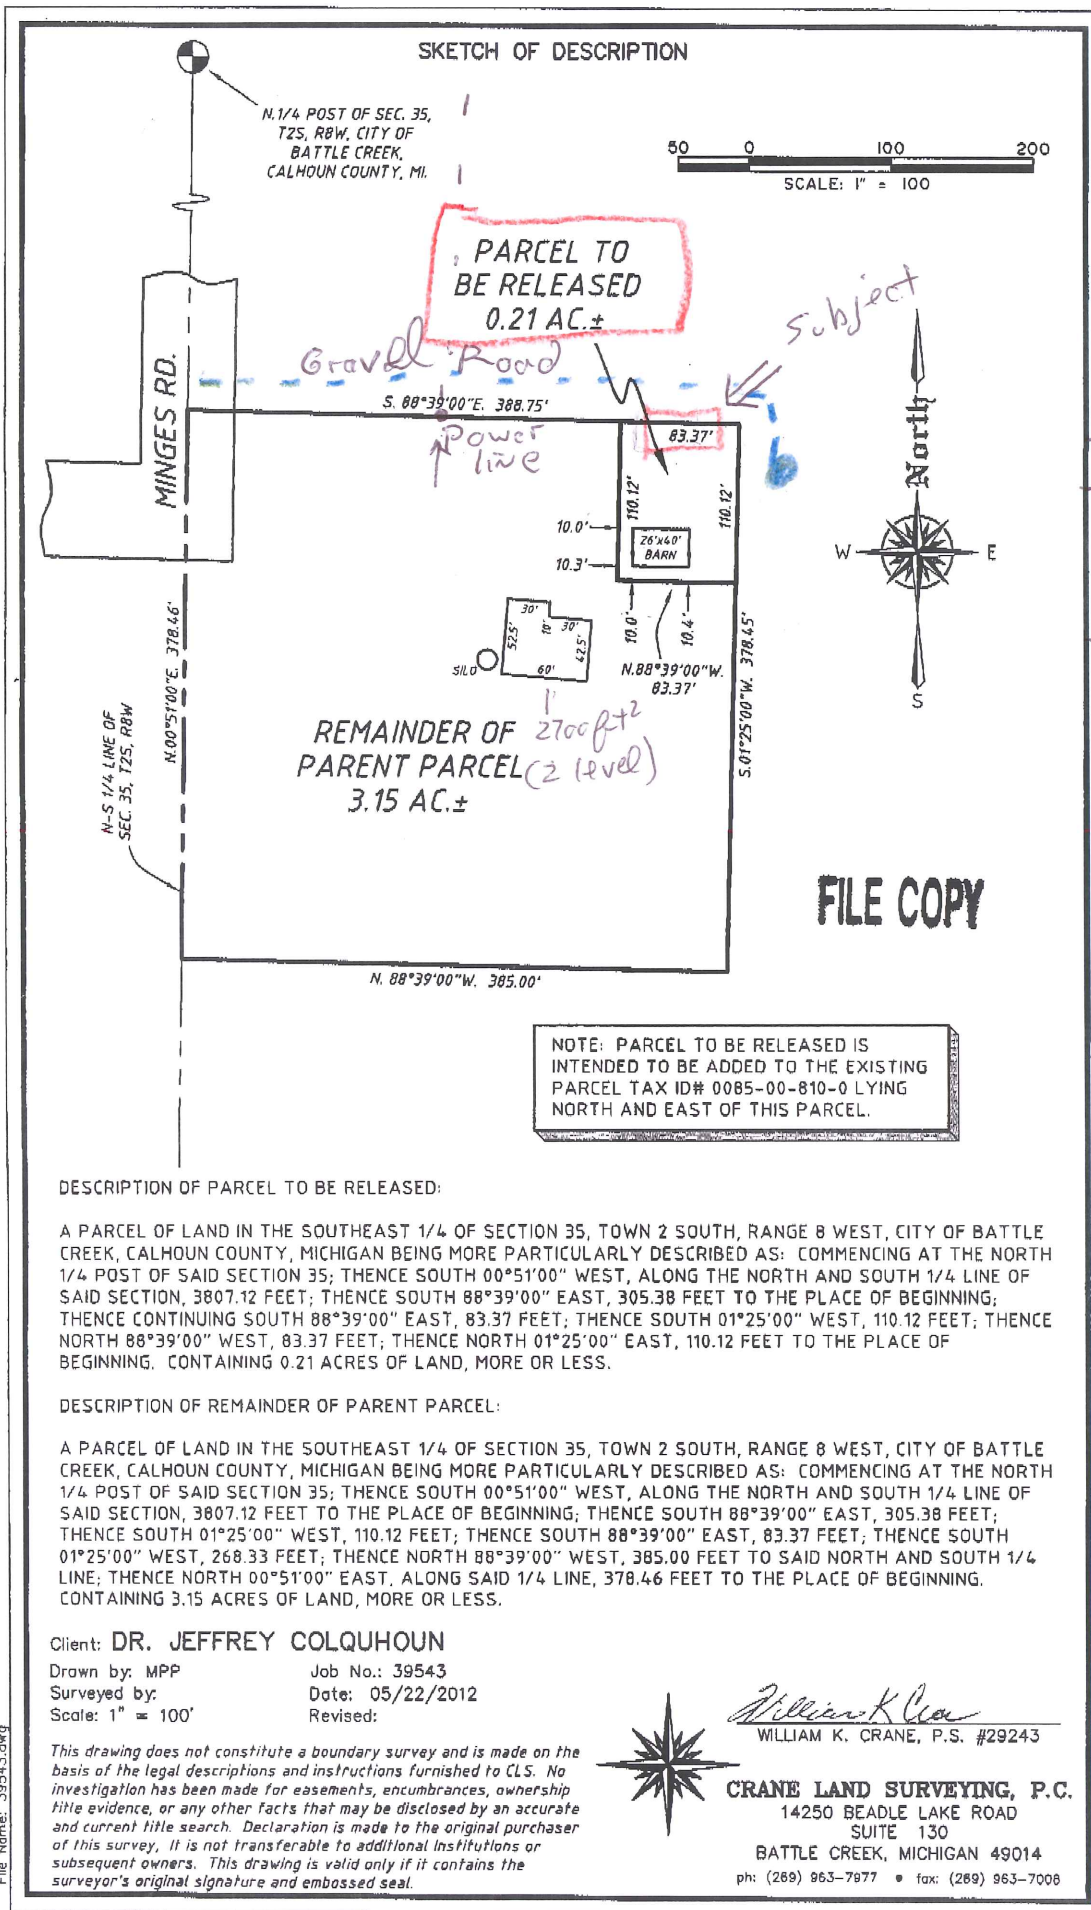 SKETCH OF DESCRIPTION
N.1/4 POST OF SEC. 35,
T2S, R8W, CITY OF
BATTLE CREEK,
CALHOUN COUNTY, MI.
50 0 100 200
SCALE: 1" = 100
PARCEL TO
BE RELEASED
0.21 AC.±
Subject
Gravel Road
MINGES RD.
S. 88°39'00"E. 388.75'
Power
line
83.37'
110.12'
110.12'
North
10.0'
10.3'
26'x40'
BARN
W E
S
30'
10'
30'
52.5'
42.5'
60'
SILO
10.0'
10.4'
N.88°39'00"W.
83.37'
N.00°51'00"E. 378.46'
S.01°25'00"W. 378.45'
N-S 1/4 LINE OF
SEC. 35, T2S, R8W
REMAINDER OF
PARENT PARCEL
3.15 AC.±
2700 ft²
(2 level)
FILE COPY
N. 88°39'00"W. 385.00'
NOTE: PARCEL TO BE RELEASED IS
INTENDED TO BE ADDED TO THE EXISTING
PARCEL TAX ID# 0085-00-810-0 LYING
NORTH AND EAST OF THIS PARCEL.
DESCRIPTION OF PARCEL TO BE RELEASED:
A PARCEL OF LAND IN THE SOUTHEAST 1/4 OF SECTION 35, TOWN 2 SOUTH, RANGE 8 WEST, CITY OF BATTLE
CREEK, CALHOUN COUNTY, MICHIGAN BEING MORE PARTICULARLY DESCRIBED AS: COMMENCING AT THE NORTH
1/4 POST OF SAID SECTION 35; THENCE SOUTH 00°51'00" WEST, ALONG THE NORTH AND SOUTH 1/4 LINE OF
SAID SECTION, 3807.12 FEET; THENCE SOUTH 88°39'00" EAST, 305.38 FEET TO THE PLACE OF BEGINNING;
THENCE CONTINUING SOUTH 88°39'00" EAST, 83.37 FEET; THENCE SOUTH 01°25'00" WEST, 110.12 FEET; THENCE
NORTH 88°39'00" WEST, 83.37 FEET; THENCE NORTH 01°25'00" EAST, 110.12 FEET TO THE PLACE OF
BEGINNING. CONTAINING 0.21 ACRES OF LAND, MORE OR LESS.
DESCRIPTION OF REMAINDER OF PARENT PARCEL:
A PARCEL OF LAND IN THE SOUTHEAST 1/4 OF SECTION 35, TOWN 2 SOUTH, RANGE 8 WEST, CITY OF BATTLE
CREEK, CALHOUN COUNTY, MICHIGAN BEING MORE PARTICULARLY DESCRIBED AS: COMMENCING AT THE NORTH
1/4 POST OF SAID SECTION 35; THENCE SOUTH 00°51'00" WEST, ALONG THE NORTH AND SOUTH 1/4 LINE OF
SAID SECTION, 3807.12 FEET TO THE PLACE OF BEGINNING; THENCE SOUTH 88°39'00" EAST, 305.38 FEET;
THENCE SOUTH 01°25'00" WEST, 110.12 FEET; THENCE SOUTH 88°39'00" EAST, 83.37 FEET; THENCE SOUTH
01°25'00" WEST, 268.33 FEET; THENCE NORTH 88°39'00" WEST, 385.00 FEET TO SAID NORTH AND SOUTH 1/4
LINE; THENCE NORTH 00°51'00" EAST, ALONG SAID 1/4 LINE, 378.46 FEET TO THE PLACE OF BEGINNING.
CONTAINING 3.15 ACRES OF LAND, MORE OR LESS.
Client: DR. JEFFREY COLQUHOUN
Drawn by: MPP Job No.: 39543
Surveyed by: Date: 05/22/2012
Scale: 1" = 100' Revised:
This drawing does not constitute a boundary survey and is made on the
basis of the legal descriptions and instructions furnished to CLS. No
investigation has been made for easements, encumbrances, ownership
title evidence, or any other facts that may be disclosed by an accurate
and current title search. Declaration is made to the original purchaser
of this survey, it is not transferable to additional institutions or
subsequent owners. This drawing is valid only if it contains the
surveyor's original signature and embossed seal.
William K Crane
WILLIAM K. CRANE, P.S. #29243
CRANE LAND SURVEYING, P.C.
14250 BEADLE LAKE ROAD
SUITE 130
BATTLE CREEK, MICHIGAN 49014
ph: (269) 963-7977 • fax: (269) 963-7008
File Name: 39543.dwg